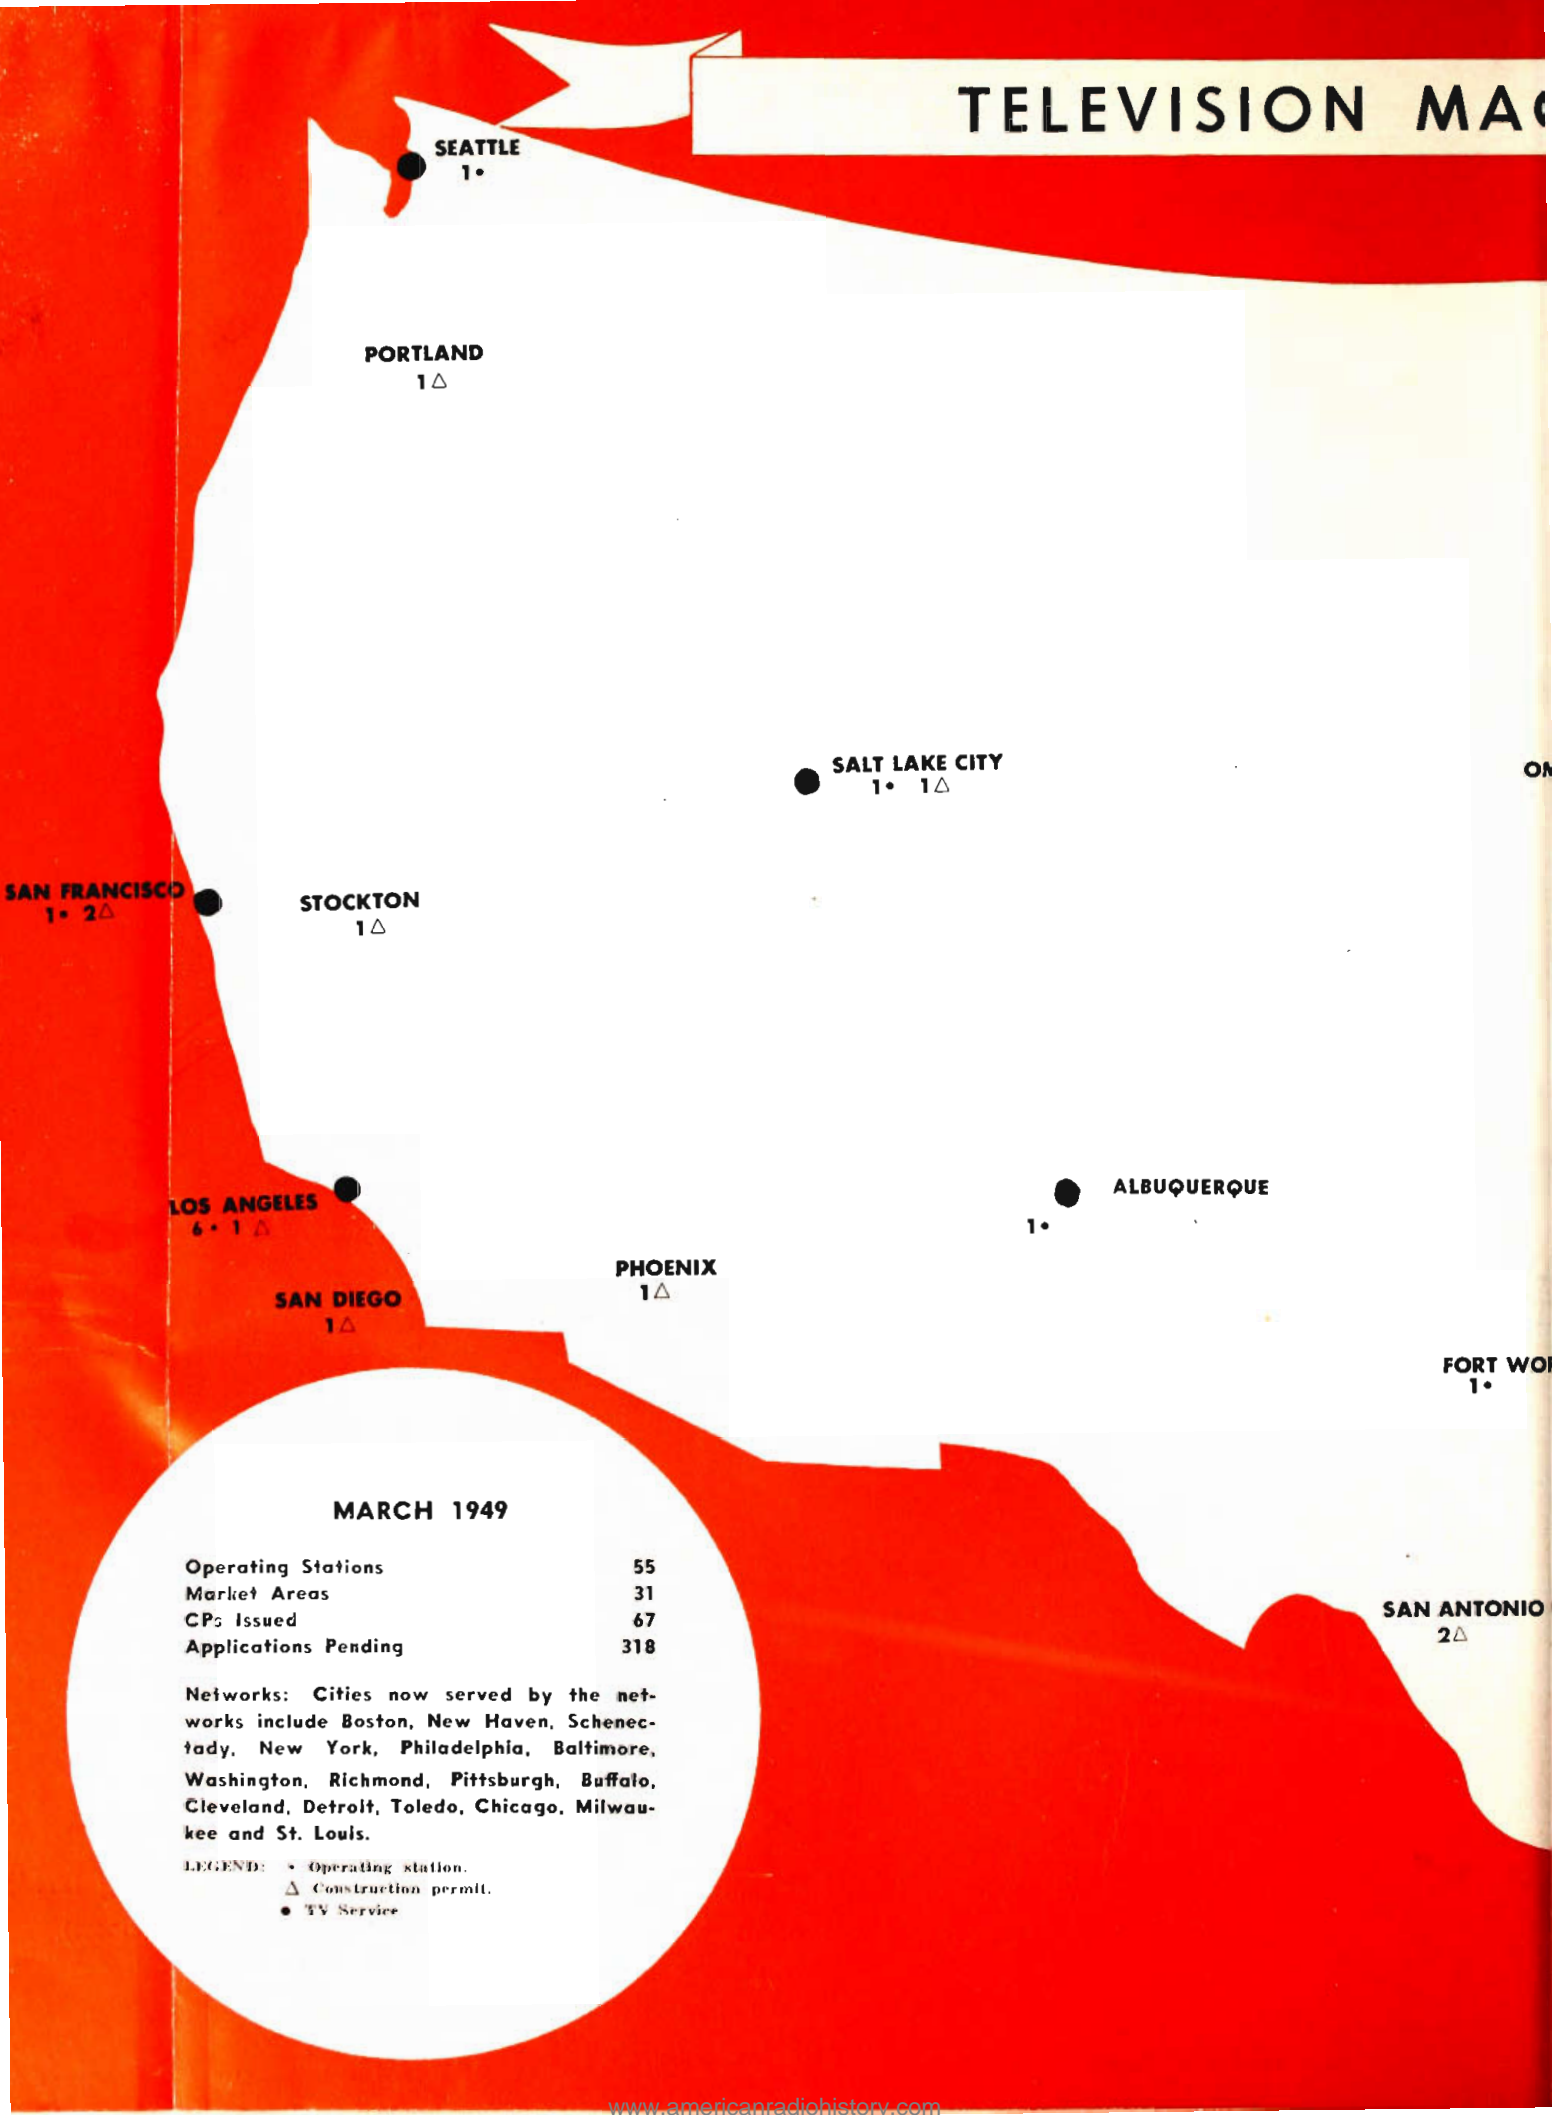 TELEVISION MAG
SEATTLE
1•
PORTLAND
1△
SALT LAKE CITY
1• 1△
OM
SAN FRANCISCO
1• 2△
STOCKTON
1△
ALBUQUERQUE
1•
LOS ANGELES
6• 1△
PHOENIX
1△
SAN DIEGO
1△
FORT WOR
1•
SAN ANTONIO
2△
MARCH 1949
Operating Stations 55
Market Areas 31
CPs Issued 67
Applications Pending 318
Networks: Cities now served by the net-
works include Boston, New Haven, Schenec-
tady, New York, Philadelphia, Baltimore,
Washington, Richmond, Pittsburgh, Buffalo,
Cleveland, Detroit, Toledo, Chicago, Milwau-
kee and St. Louis.
LEGEND: • Operating station.
△ Construction permit.
● TV Service
www.americanradiohistory.com